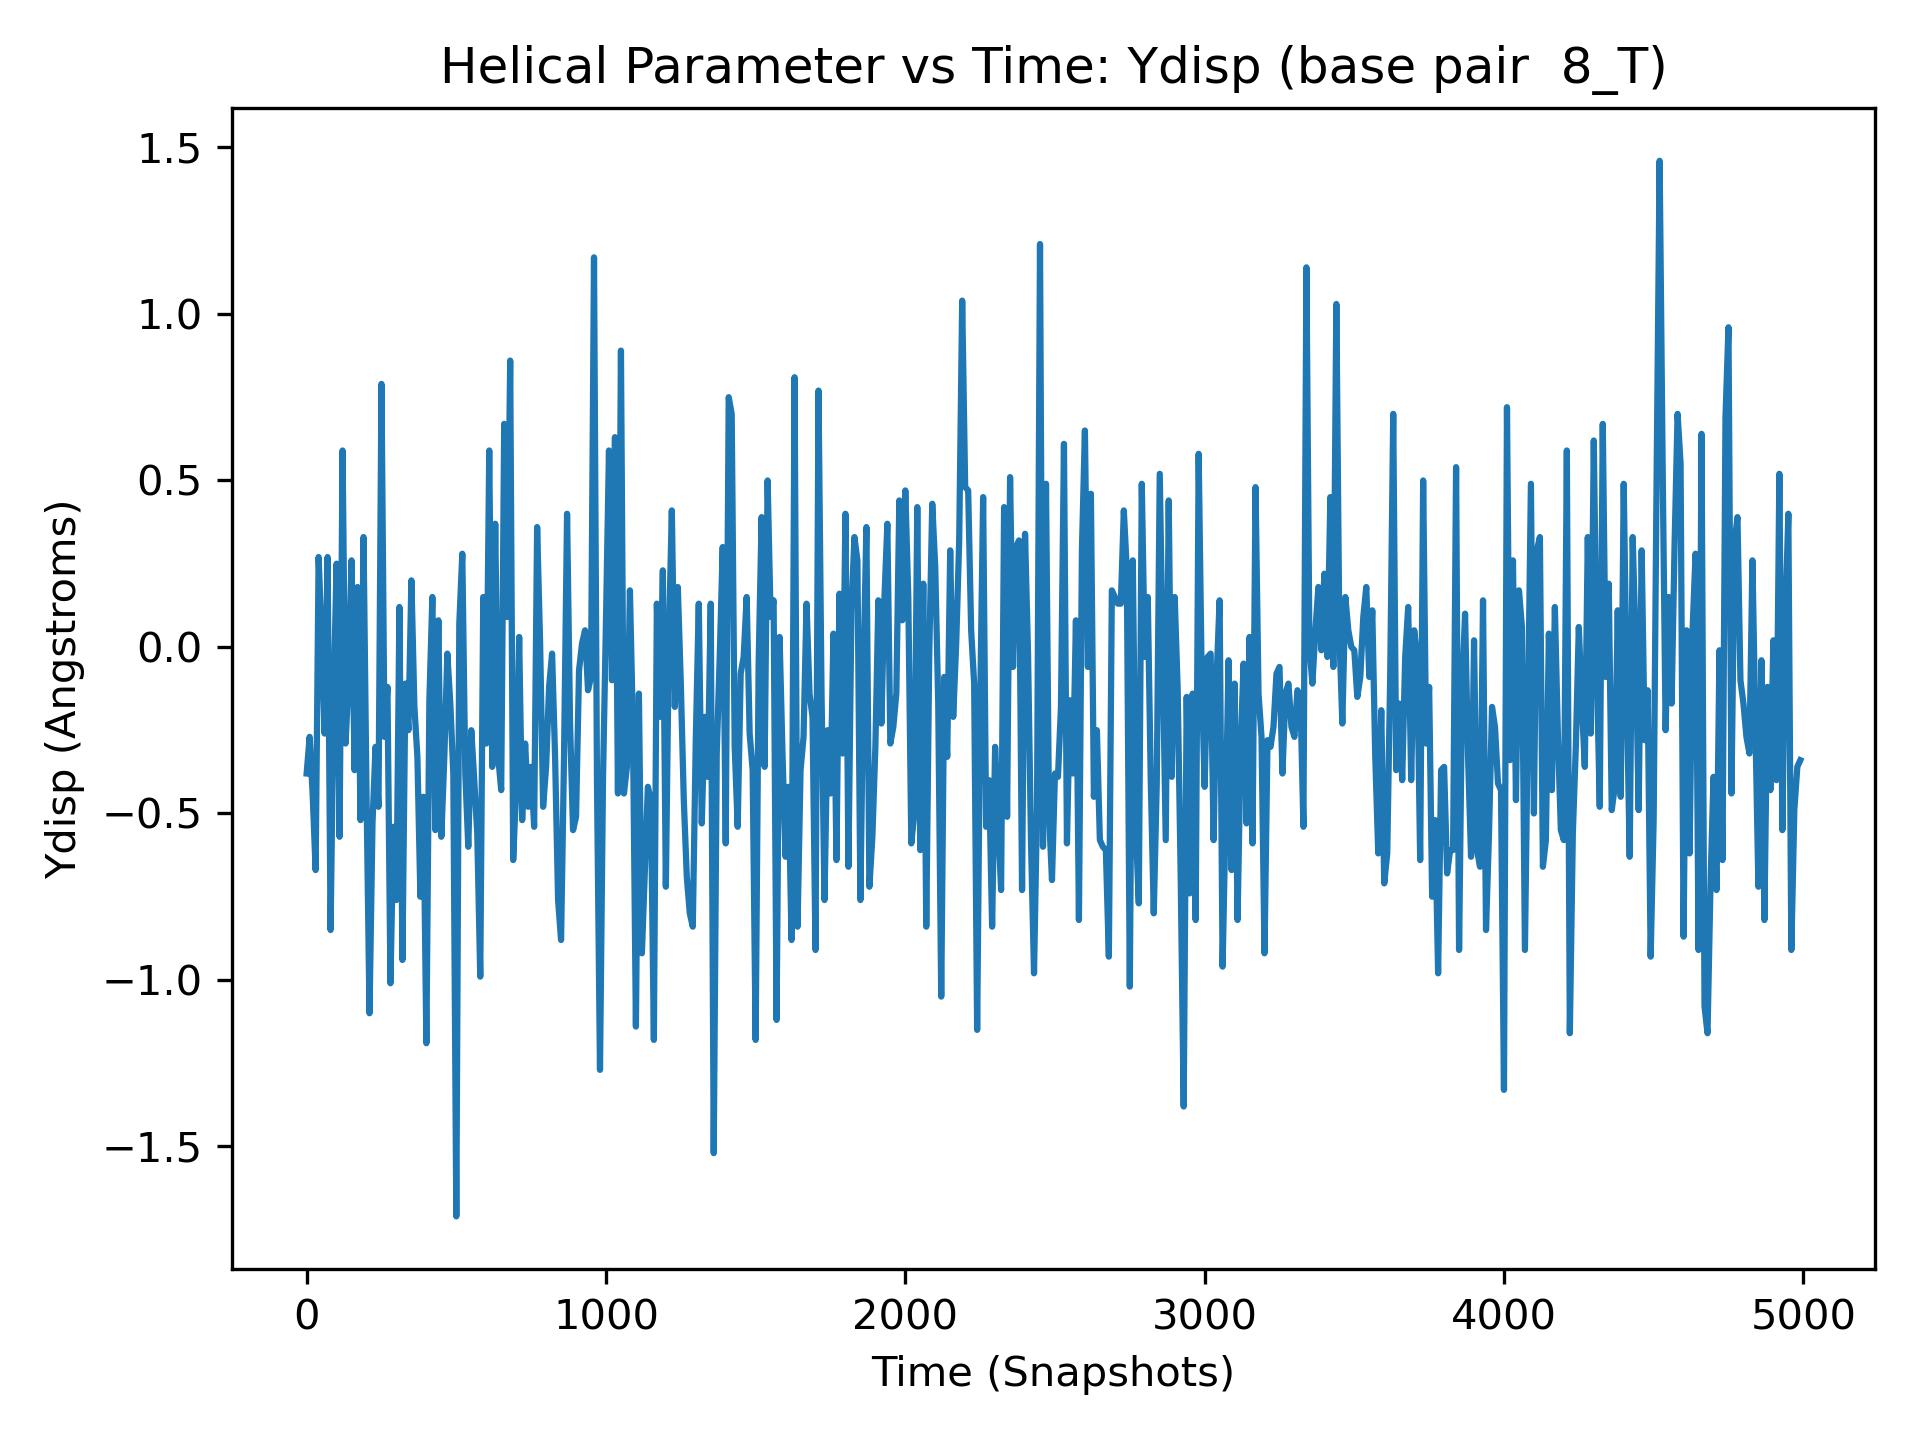 Helical Parameter vs Time: Ydisp (base pair  8_T)
1.5
1.0
0.5
0.0
−0.5
−1.0
−1.5
Ydisp (Angstroms)
0 1000 2000 3000 4000 5000
Time (Snapshots)